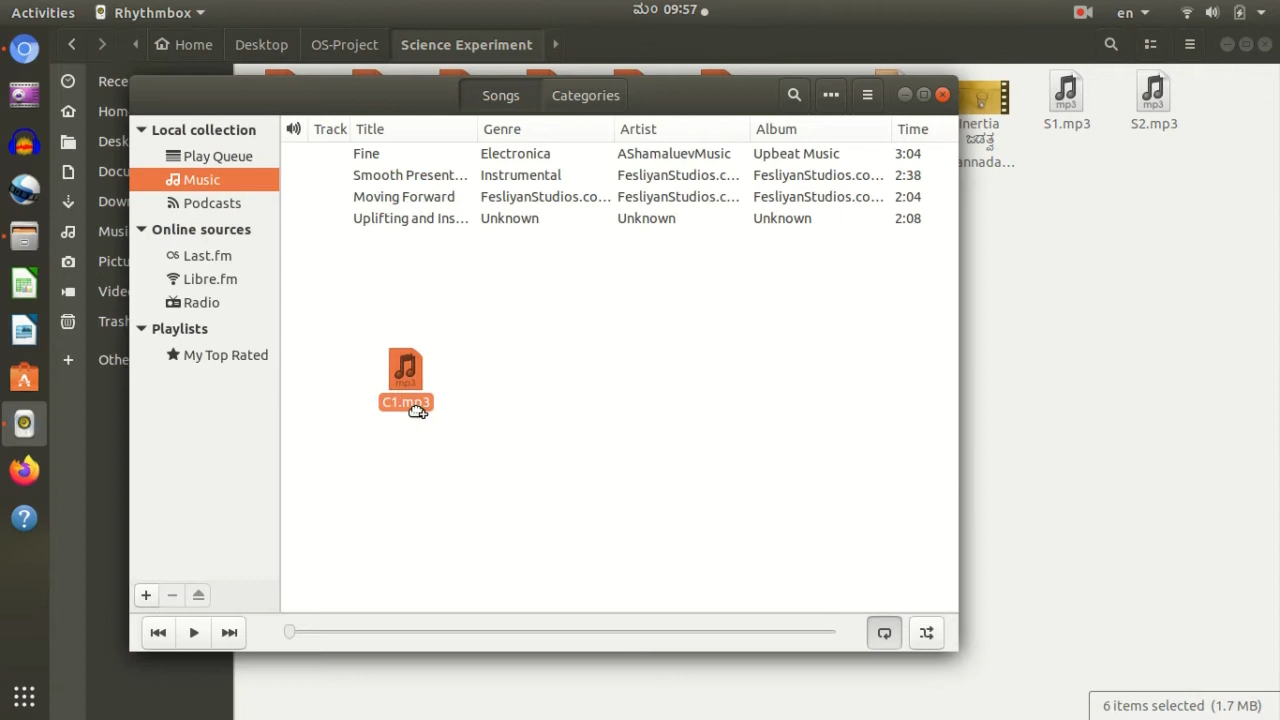 Activities Rhythmbox ಮಂ 09:57 en
Home Desktop OS-Project Science Experiment
Rece
Hom
Desk
Docu
Dow
Musi
Pictu
Vide
Trash
Othe
Songs Categories
Local collection
Play Queue
Music
Podcasts
Online sources
Last.fm
Libre.fm
Radio
Playlists
My Top Rated
Track Title Genre Artist Album Time
Fine Electronica AShamaluevMusic Upbeat Music 3:04
Smooth Present... Instrumental FesliyanStudios.c... FesliyanStudios.co... 2:38
Moving Forward FesliyanStudios.co... FesliyanStudios.c... FesliyanStudios.co... 2:04
Uplifting and Ins... Unknown Unknown Unknown 2:08
mp3
C1.mp3
Inertia
ಜಡತ್ವ
annada...
mp3
S1.mp3
mp3
S2.mp3
6 items selected (1.7 MB)